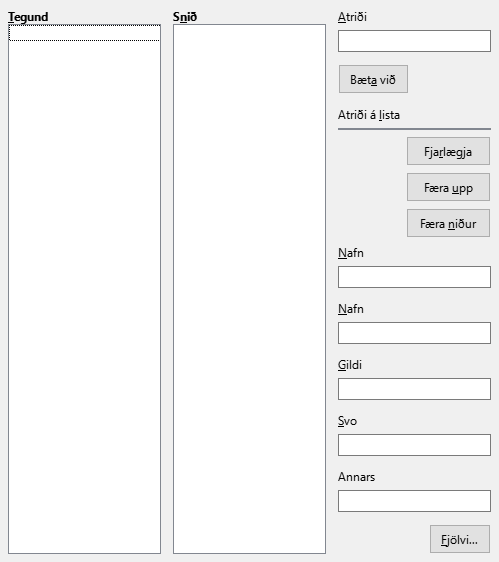 Tegund
Snið
Atriði
Bæta við
Atriði á lista
Fjarlægja
Færa upp
Færa niður
Nafn
Nafn
Gildi
Svo
Annars
Fjölvi...